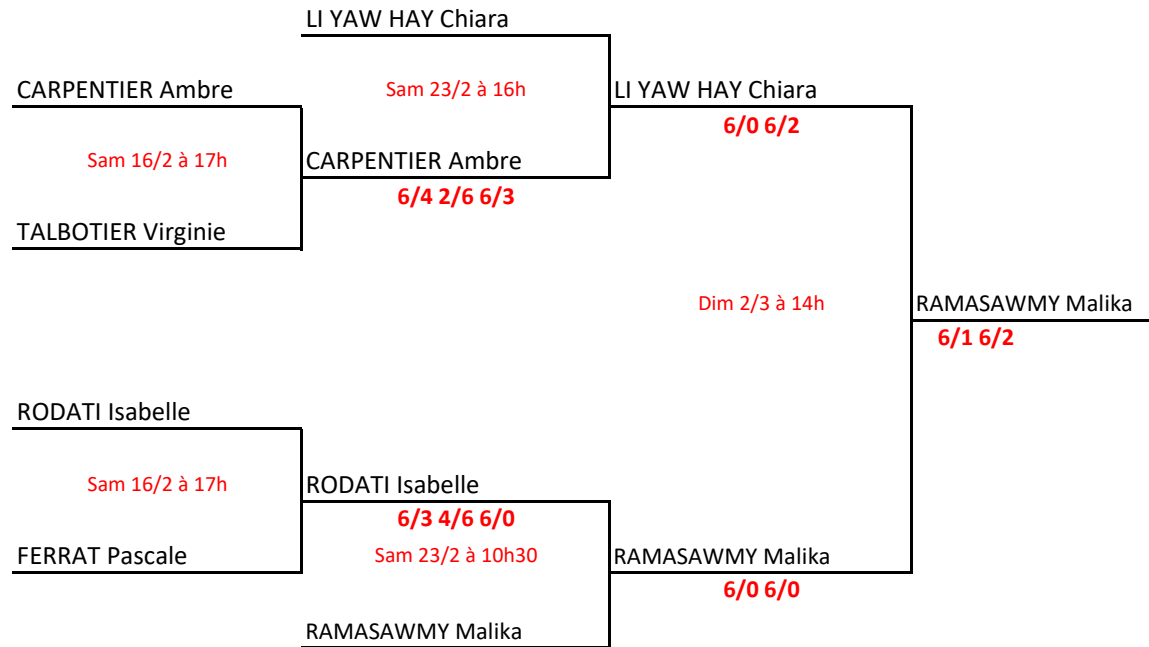 LI YAW HAY Chiara
CARPENTIER Ambre
Sam 23/2 à 16h
LI YAW HAY Chiara
6/0 6/2
Sam 16/2 à 17h
CARPENTIER Ambre
6/4 2/6 6/3
TALBOTIER Virginie
Dim 2/3 à 14h
RAMASAWMY Malika
6/1 6/2
RODATI Isabelle
Sam 16/2 à 17h
RODATI Isabelle
6/3 4/6 6/0
FERRAT Pascale
Sam 23/2 à 10h30
RAMASAWMY Malika
6/0 6/0
RAMASAWMY Malika